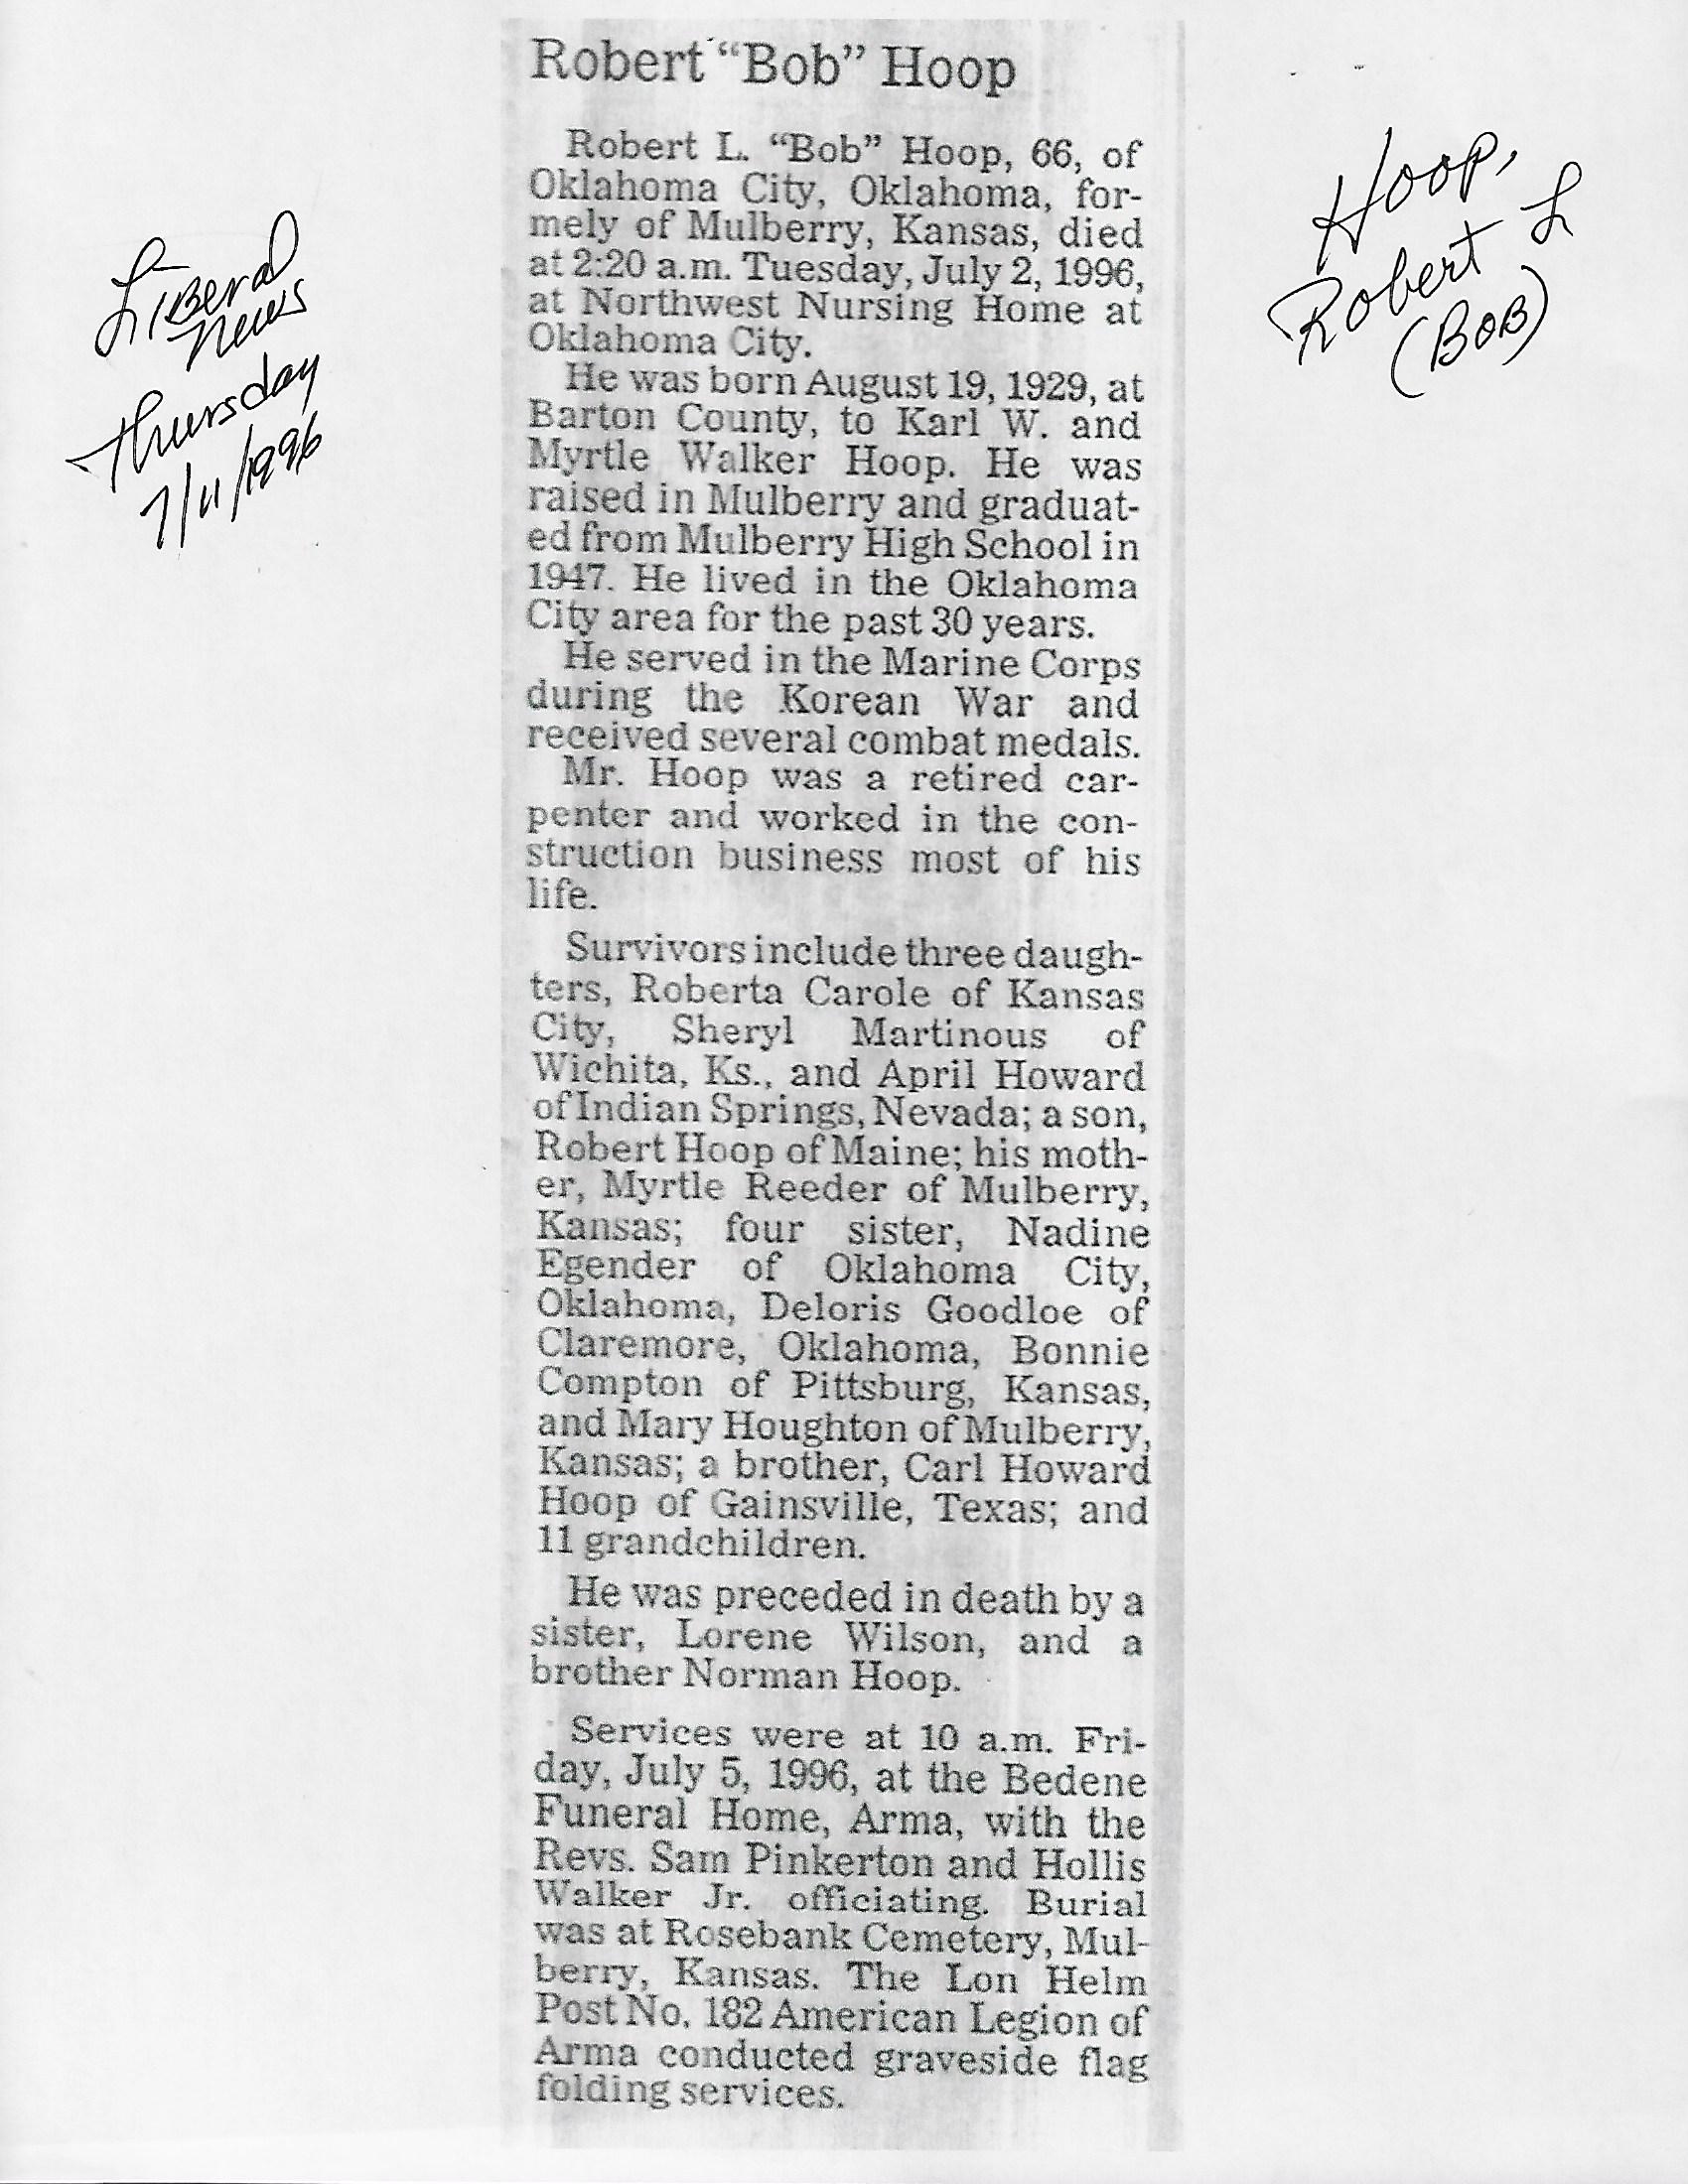 Robert “Bob” Hoop
Robert L. “Bob” Hoop, 66, of
Oklahoma City, Oklahoma, for-
mely of Mulberry, Kansas, died
at 2:20 a.m. Tuesday, July 2, 1996,
at Northwest Nursing Home at
Oklahoma City.
He was born August 19, 1929, at
Barton County, to Karl W. and
Myrtle Walker Hoop. He was
raised in Mulberry and graduat-
ed from Mulberry High School in
1947. He lived in the Oklahoma
City area for the past 30 years.
He served in the Marine Corps
during the Korean War and
received several combat medals.
Mr. Hoop was a retired car-
penter and worked in the con-
struction business most of his
life.
Survivors include three daugh-
ters, Roberta Carole of Kansas
City, Sheryl Martinous of
Wichita, Ks., and April Howard
of Indian Springs, Nevada; a son,
Robert Hoop of Maine; his moth-
er, Myrtle Reeder of Mulberry,
Kansas; four sister, Nadine
Egender of Oklahoma City,
Oklahoma, Deloris Goodloe of
Claremore, Oklahoma, Bonnie
Compton of Pittsburg, Kansas,
and Mary Houghton of Mulberry,
Kansas; a brother, Carl Howard
Hoop of Gainsville, Texas; and
11 grandchildren.
He was preceded in death by a
sister, Lorene Wilson, and a
brother Norman Hoop.
Services were at 10 a.m. Fri-
day, July 5, 1996, at the Bedene
Funeral Home, Arma, with the
Revs. Sam Pinkerton and Hollis
Walker Jr. officiating. Burial
was at Rosebank Cemetery, Mul-
berry, Kansas. The Lon Helm
Post No. 182 American Legion of
Arma conducted graveside flag
folding services.
Liberal
News
Thursday
7/11/1996
Hoop,
Robert L
(BOB)